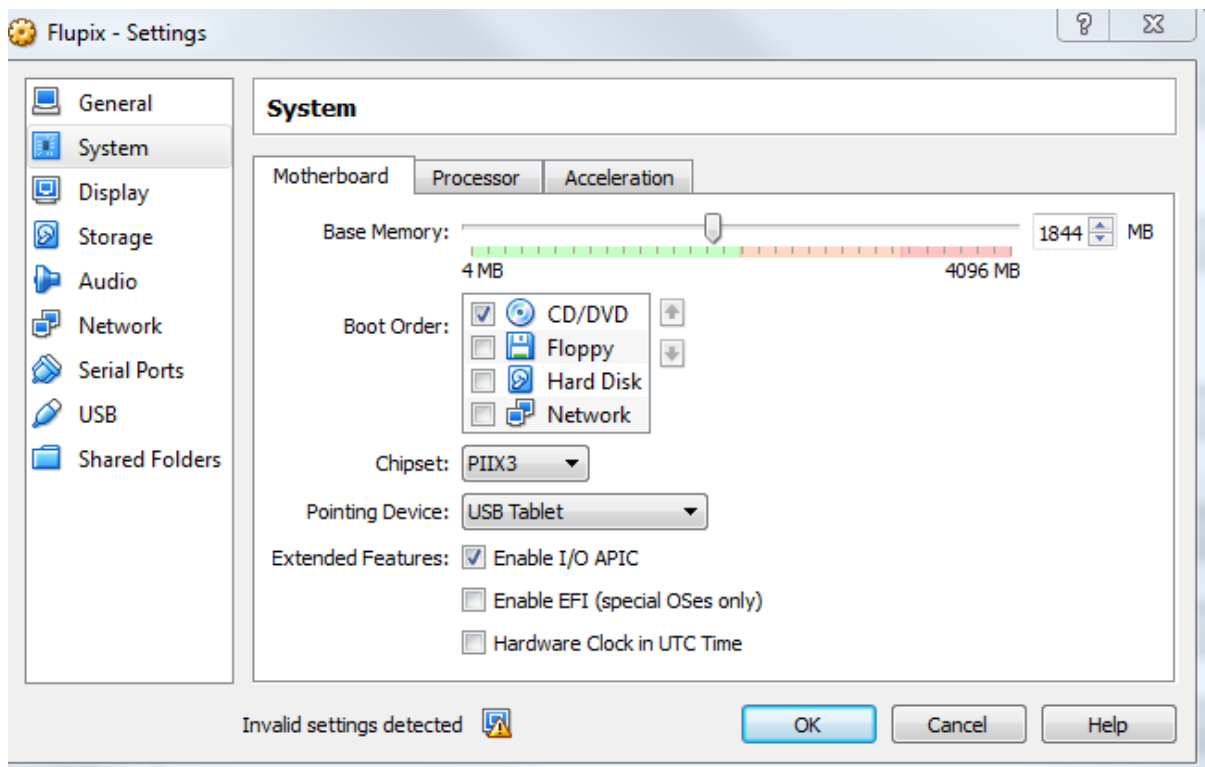 Flupix - Settings
General
System
Display
Storage
Audio
Network
Serial Ports
USB
Shared Folders
System
Motherboard Processor Acceleration
Base Memory: 1844 MB
4 MB 4096 MB
Boot Order: CD/DVD
Floppy
Hard Disk
Network
Chipset: PIIX3
Pointing Device: USB Tablet
Extended Features: Enable I/O APIC
Enable EFI (special OSes only)
Hardware Clock in UTC Time
Invalid settings detected OK Cancel Help